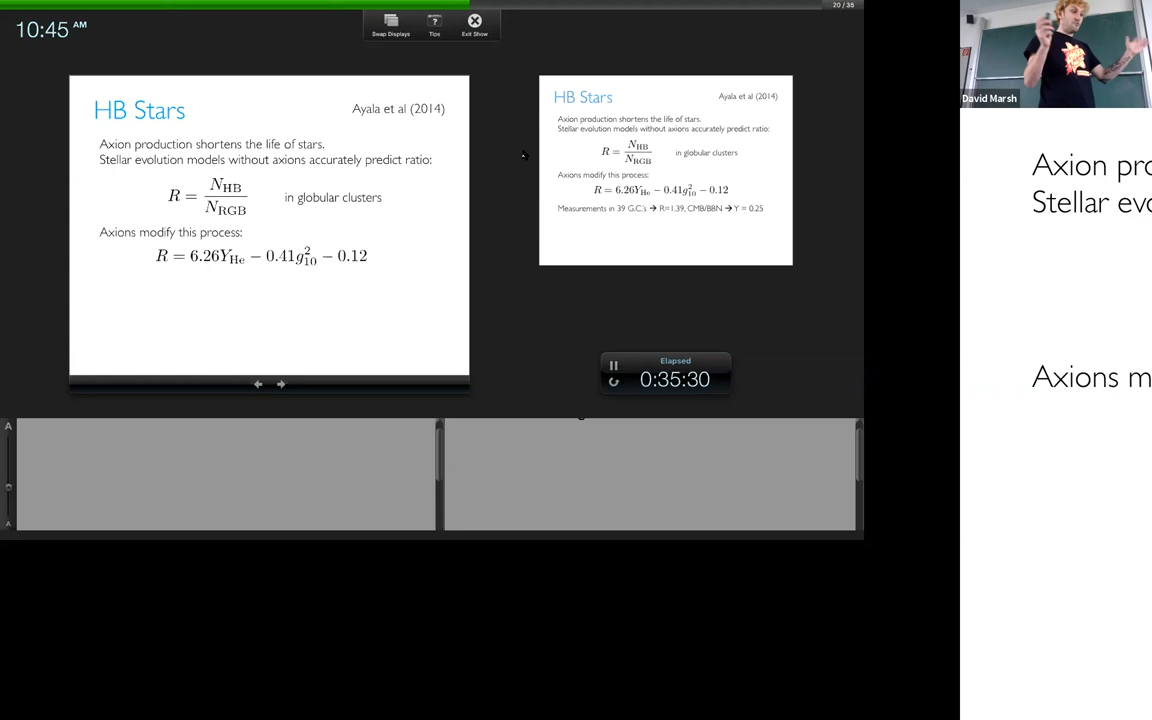 20 / 35
10:45 AM
Swap Displays
Tips
Exit Show
HB Stars
Ayala et al (2014)
Axion production shortens the life of stars.
Stellar evolution models without axions accurately predict ratio:
R = N_HB / N_RGB in globular clusters
Axions modify this process:
R = 6.26Y_He − 0.41g²_10 − 0.12
HB Stars
Ayala et al (2014)
Axion production shortens the life of stars.
Stellar evolution models without axions accurately predict ratio:
R = N_HB / N_RGB in globular clusters
Axions modify this process:
R = 6.26Y_He − 0.41g²_10 − 0.12
Measurements in 39 G.C.'s → R=1.39, CMB/BBN → Y = 0.25
Elapsed
0:35:30
A
A
David Marsh
Axion pro
Stellar evo
Axions m